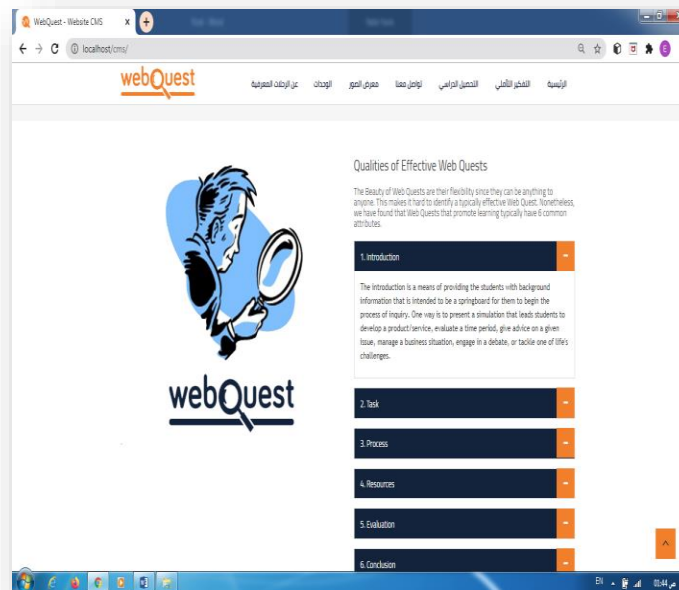 WebQuest - Website CMS
localhost/cms/
E
webQuest
الرئيسية
التفكير التأملي
التحصيل الدراسي
تواصل معنا
معرض الصور
الوحدات
عن الرحلات المعرفية
Qualities of Effective Web Quests
The Beauty of Web Quests are their flexibility since they can be anything to
anyone. This makes it hard to identify a typically effective Web Quest. Nonetheless,
we have found that Web Quests that promote learning typically have 6 common
attributes.
1. Introduction
The introduction is a means of providing the students with background
information that is intended to be a springboard for them to begin the
process of inquiry. One way is to present a simulation that leads students to
develop a product/service, evaluate a time period, give advice on a given
issue, manage a business situation, engage in a debate, or tackle one of life's
challenges.
webQuest
2. Task
3. Process
4. Resources
5. Evaluation
6. Conclusion
EN
01:44 ص